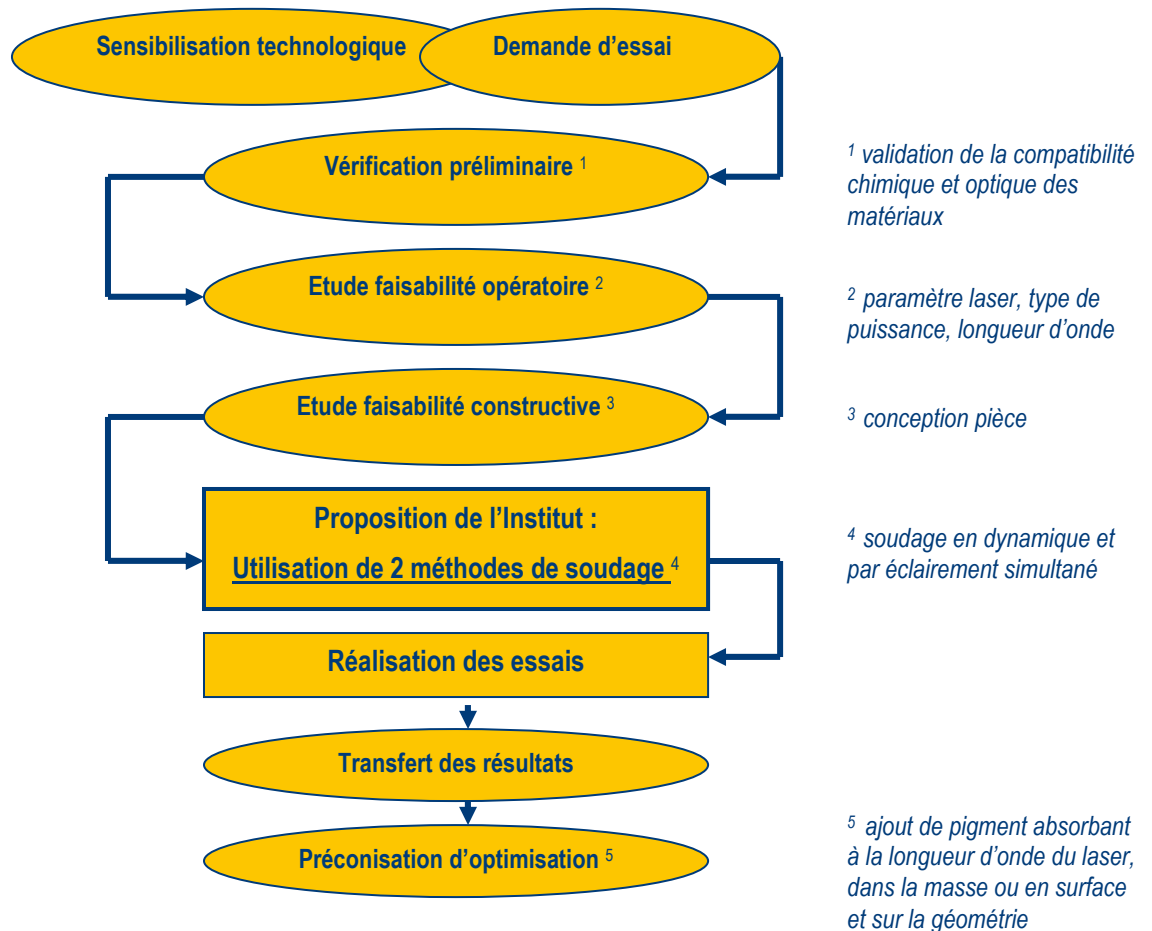 Sensibilisation technologique
Demande d'essai
Vérification préliminaire ¹
¹ validation de la compatibilité
chimique et optique des
matériaux
Etude faisabilité opératoire ²
² paramètre laser, type de
puissance, longueur d'onde
Etude faisabilité constructive ³
³ conception pièce
Proposition de l'Institut :
Utilisation de 2 méthodes de soudage ⁴
⁴ soudage en dynamique et
par éclairement simultané
Réalisation des essais
Transfert des résultats
Préconisation d'optimisation ⁵
⁵ ajout de pigment absorbant
à la longueur d'onde du laser,
dans la masse ou en surface
et sur la géométrie